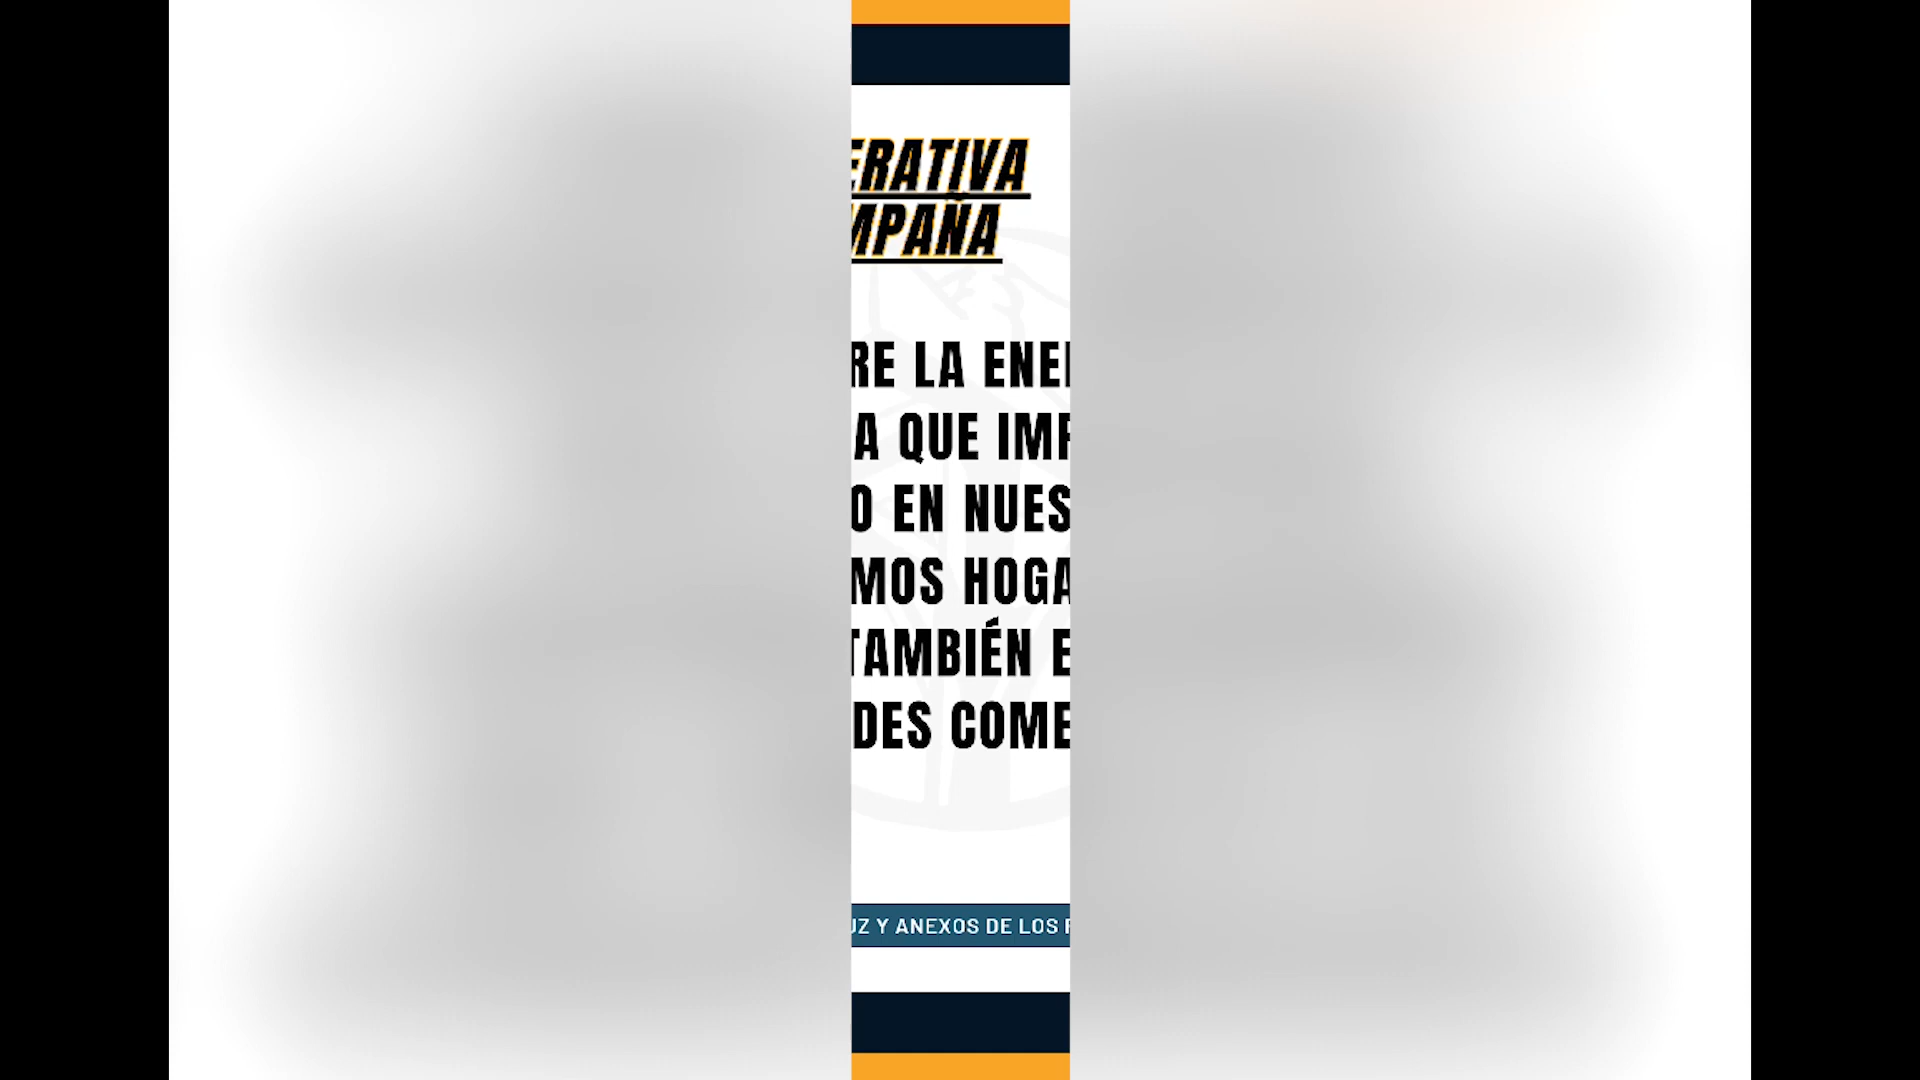 ERATIVA
MPAÑA
RE LA ENE
A QUE IM
O EN NUES
MOS HOGA
TAMBIÉN E
DES COME
UZ Y ANEXOS DE LOS